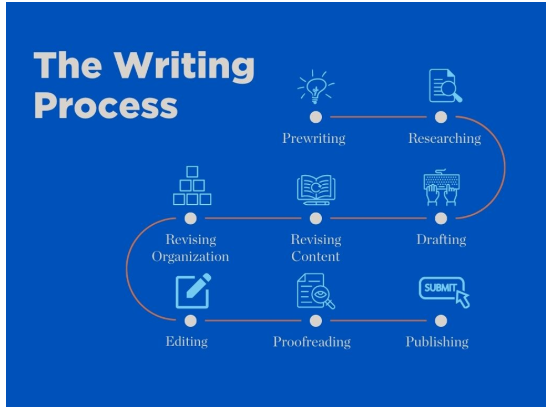 The Writing
Process
Prewriting
Researching
Drafting
Revising
Content
Revising
Organization
Editing
Proofreading
SUBMIT
Publishing